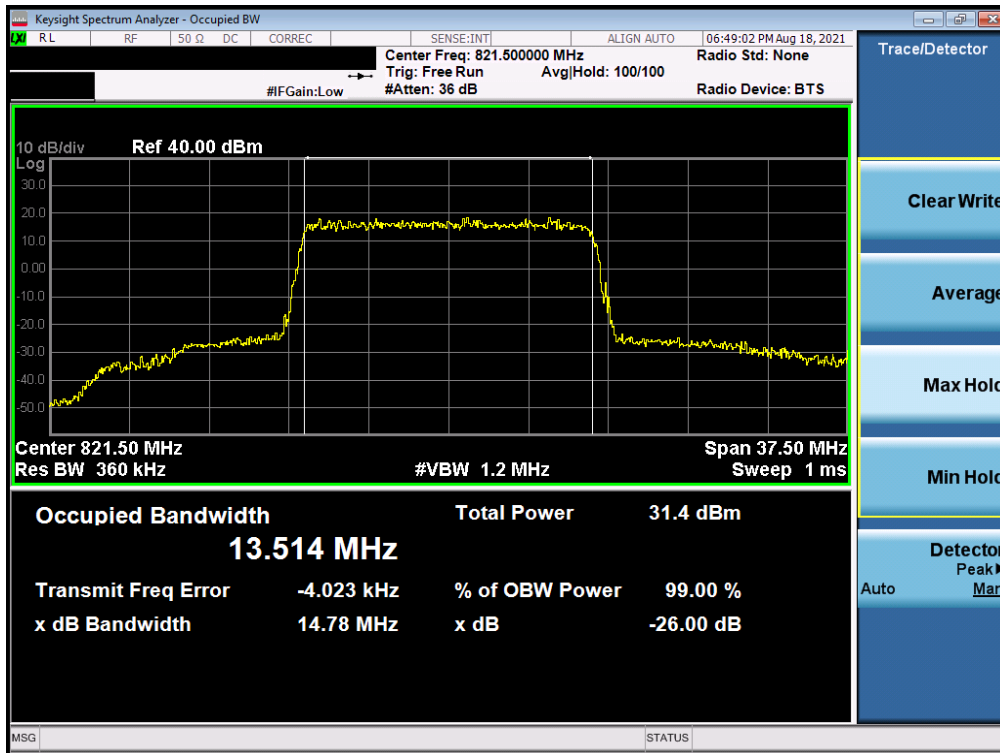 Keysight Spectrum Analyzer - Occupied BW
LXI RL RF 50 Ω DC CORREC SENSE:INT ALIGN AUTO 06:49:02 PM Aug 18, 2021
Center Freq: 821.500000 MHz Radio Std: None
Trig: Free Run Avg|Hold: 100/100
#IFGain:Low #Atten: 36 dB Radio Device: BTS
10 dB/div Ref 40.00 dBm
Log
30.0
20.0
10.0
0.00
-10.0
-20.0
-30.0
-40.0
-50.0
Center 821.50 MHz Span 37.50 MHz
Res BW 360 kHz #VBW 1.2 MHz Sweep 1 ms
Occupied Bandwidth Total Power 31.4 dBm
13.514 MHz
Transmit Freq Error -4.023 kHz % of OBW Power 99.00 %
x dB Bandwidth 14.78 MHz x dB -26.00 dB
MSG STATUS
Trace/Detector
Clear Write
Average
Max Hold
Min Hold
Detector
Peak
Auto Man